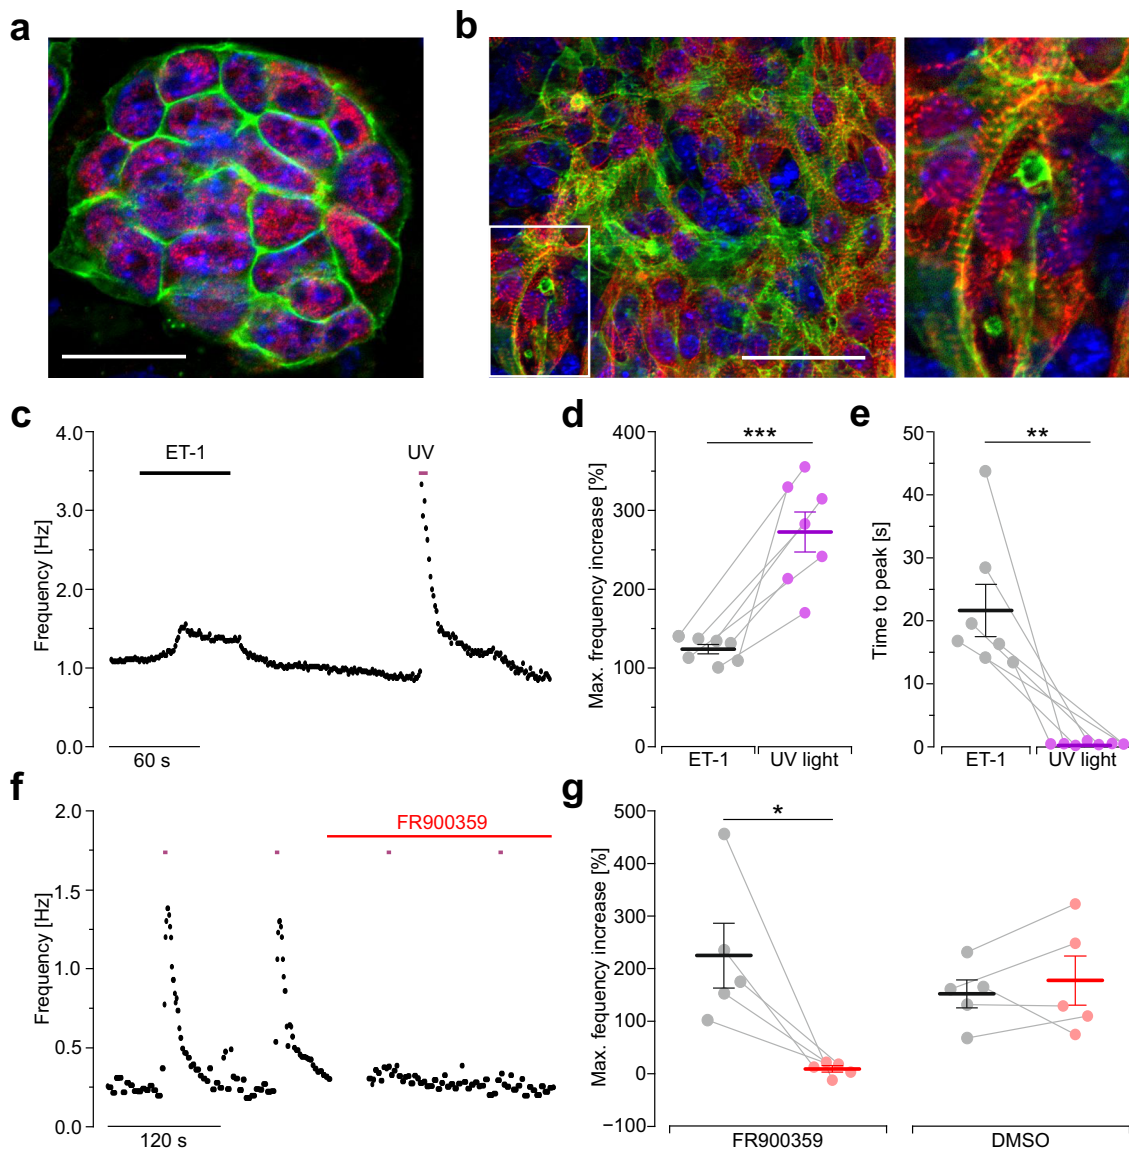 a
b
c
4.0
3.0
2.0
1.0
0.0
Frequency [Hz]
ET-1
UV
60 s
d
400
300
200
100
0
Max. frequency increase [%]
***
ET-1
UV light
e
50
40
30
20
10
0
Time to peak [s]
**
ET-1
UV light
f
2.0
1.5
1.0
0.5
0.0
Frequency [Hz]
FR900359
120 s
g
500
400
300
200
100
0
−100
Max. fequency increase [%]
*
FR900359
DMSO